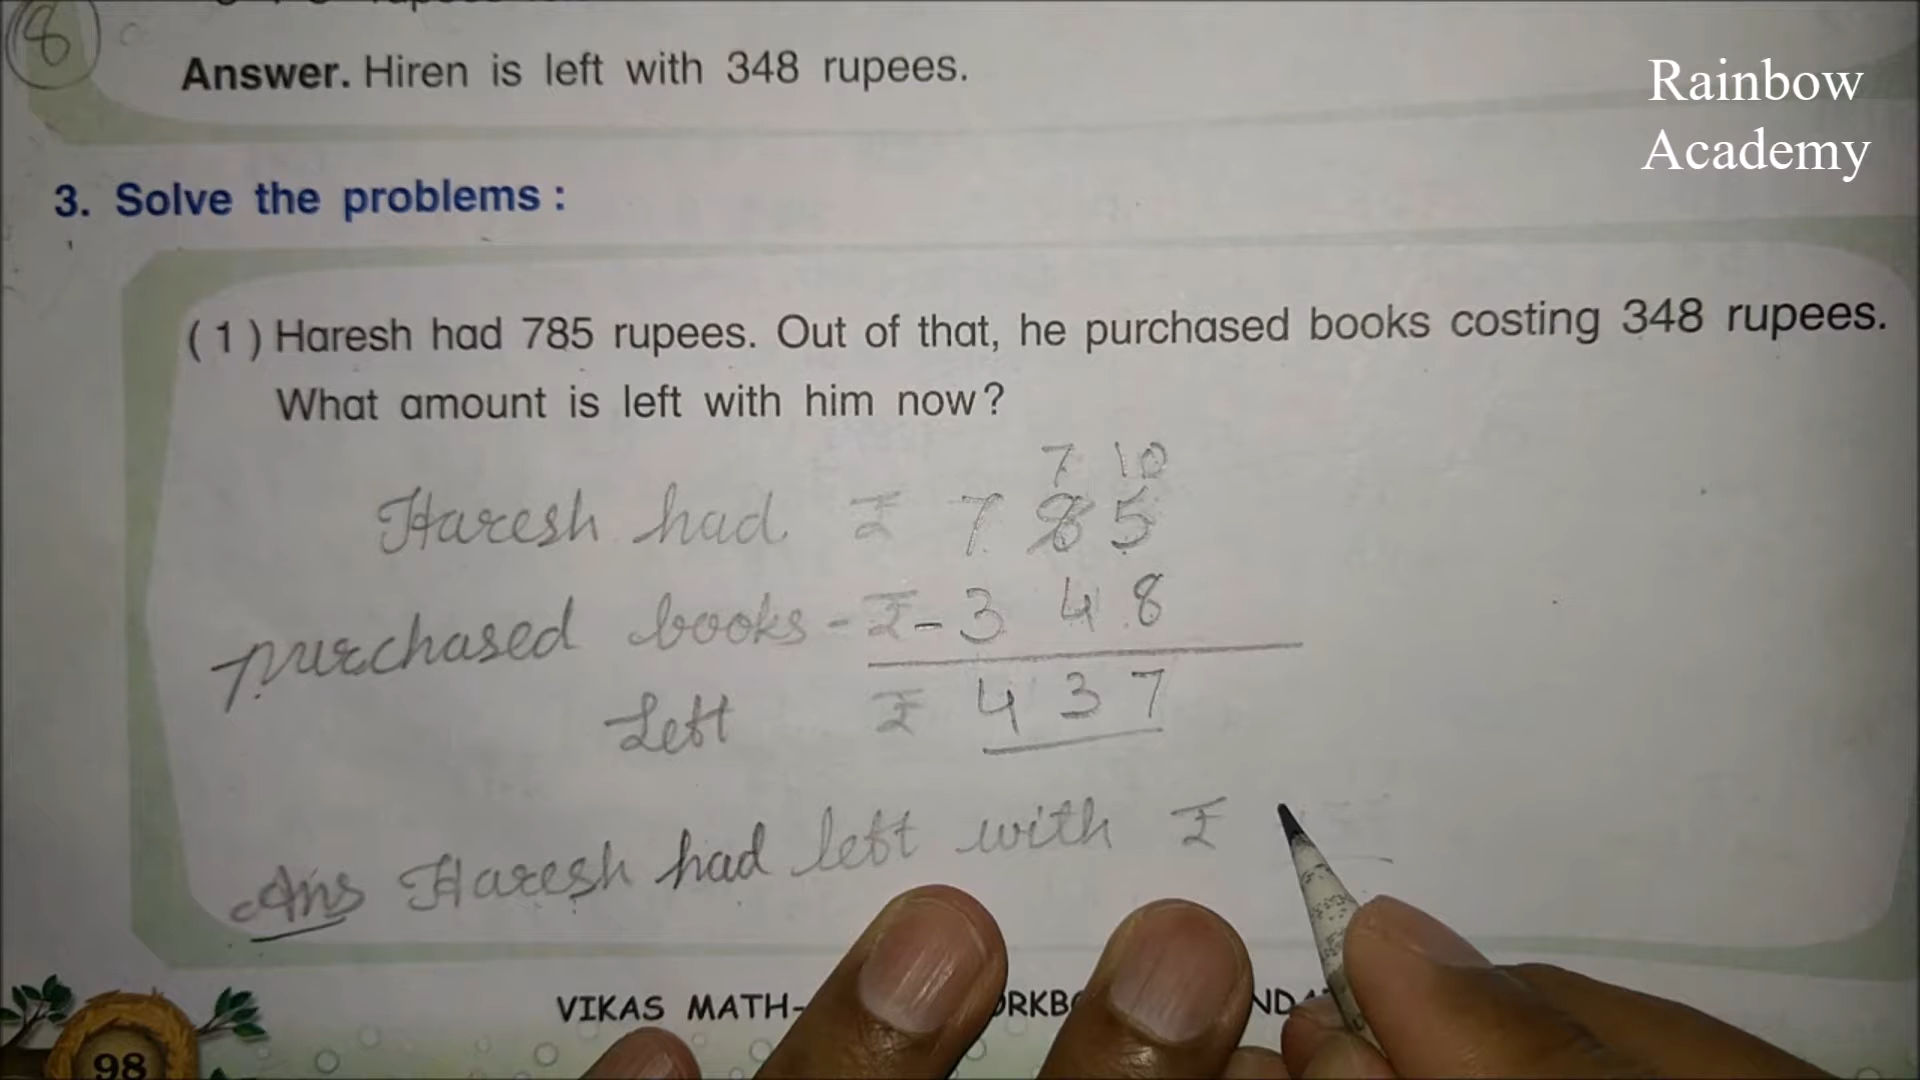 8
Answer. Hiren is left with 348 rupees.
Rainbow
Academy
3. Solve the problems :
( 1 ) Haresh had 785 rupees. Out of that, he purchased books costing 348 rupees.
What amount is left with him now?
7 10
Haresh had ₹ 7 8 5
purchased books - ₹ - 3 4 8
Left ₹ 4 3 7
Ans Haresh had left with ₹
VIKAS MATH-
98